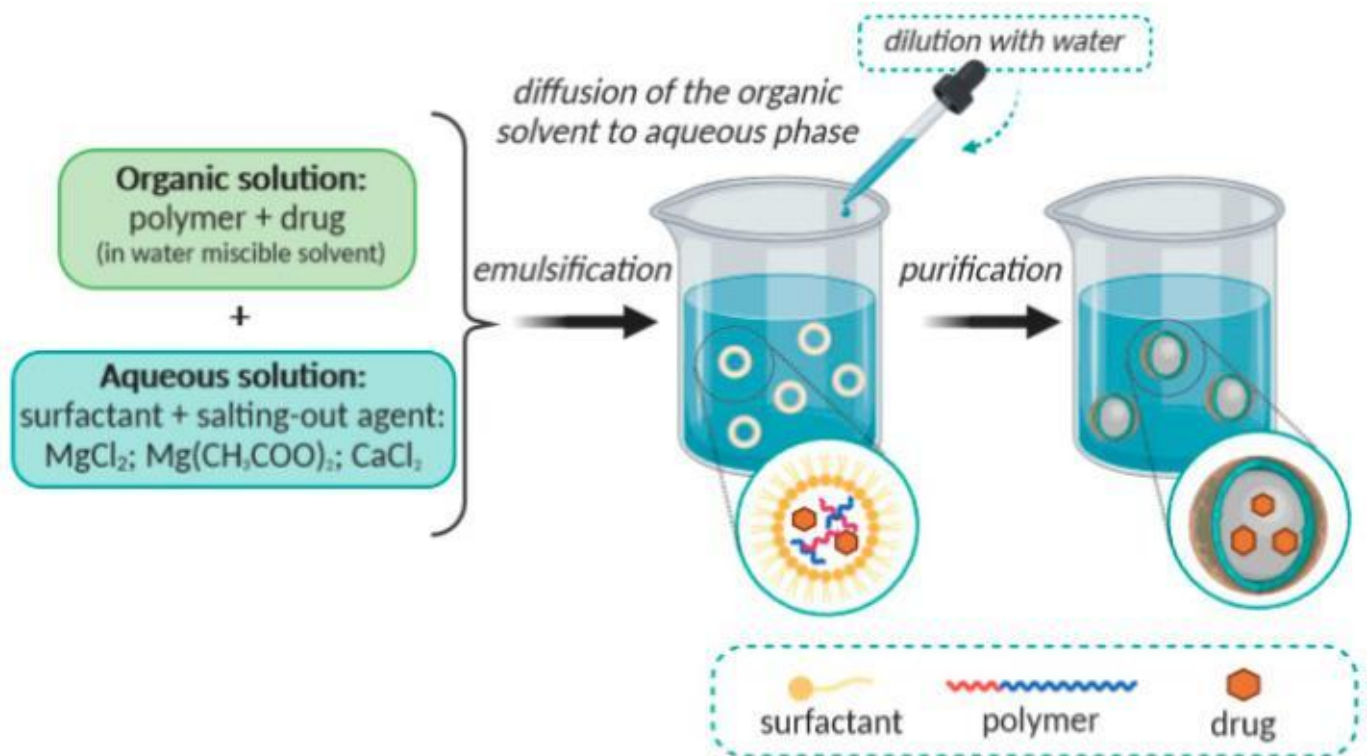 dilution with water
diffusion of the organic
solvent to aqueous phase
Organic solution:
polymer + drug
(in water miscible solvent)
+
Aqueous solution:
surfactant + salting-out agent:
MgCl₂; Mg(CH₃COO)₂; CaCl₂
emulsification
purification
surfactant
polymer
drug